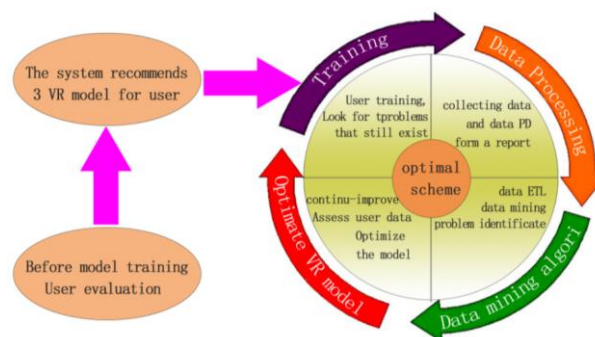 The system recommends
3 VR model for user
Before model training
User evaluation
Training
Data Processing
Data mining algori
Optimate VR model
User training,
Look for tproblems
that still exist
collecting data
and data PD
form a report
optimal
scheme
continu-improve
Assess user data
Optimize
the model
data ETL
data mining
problem identificate